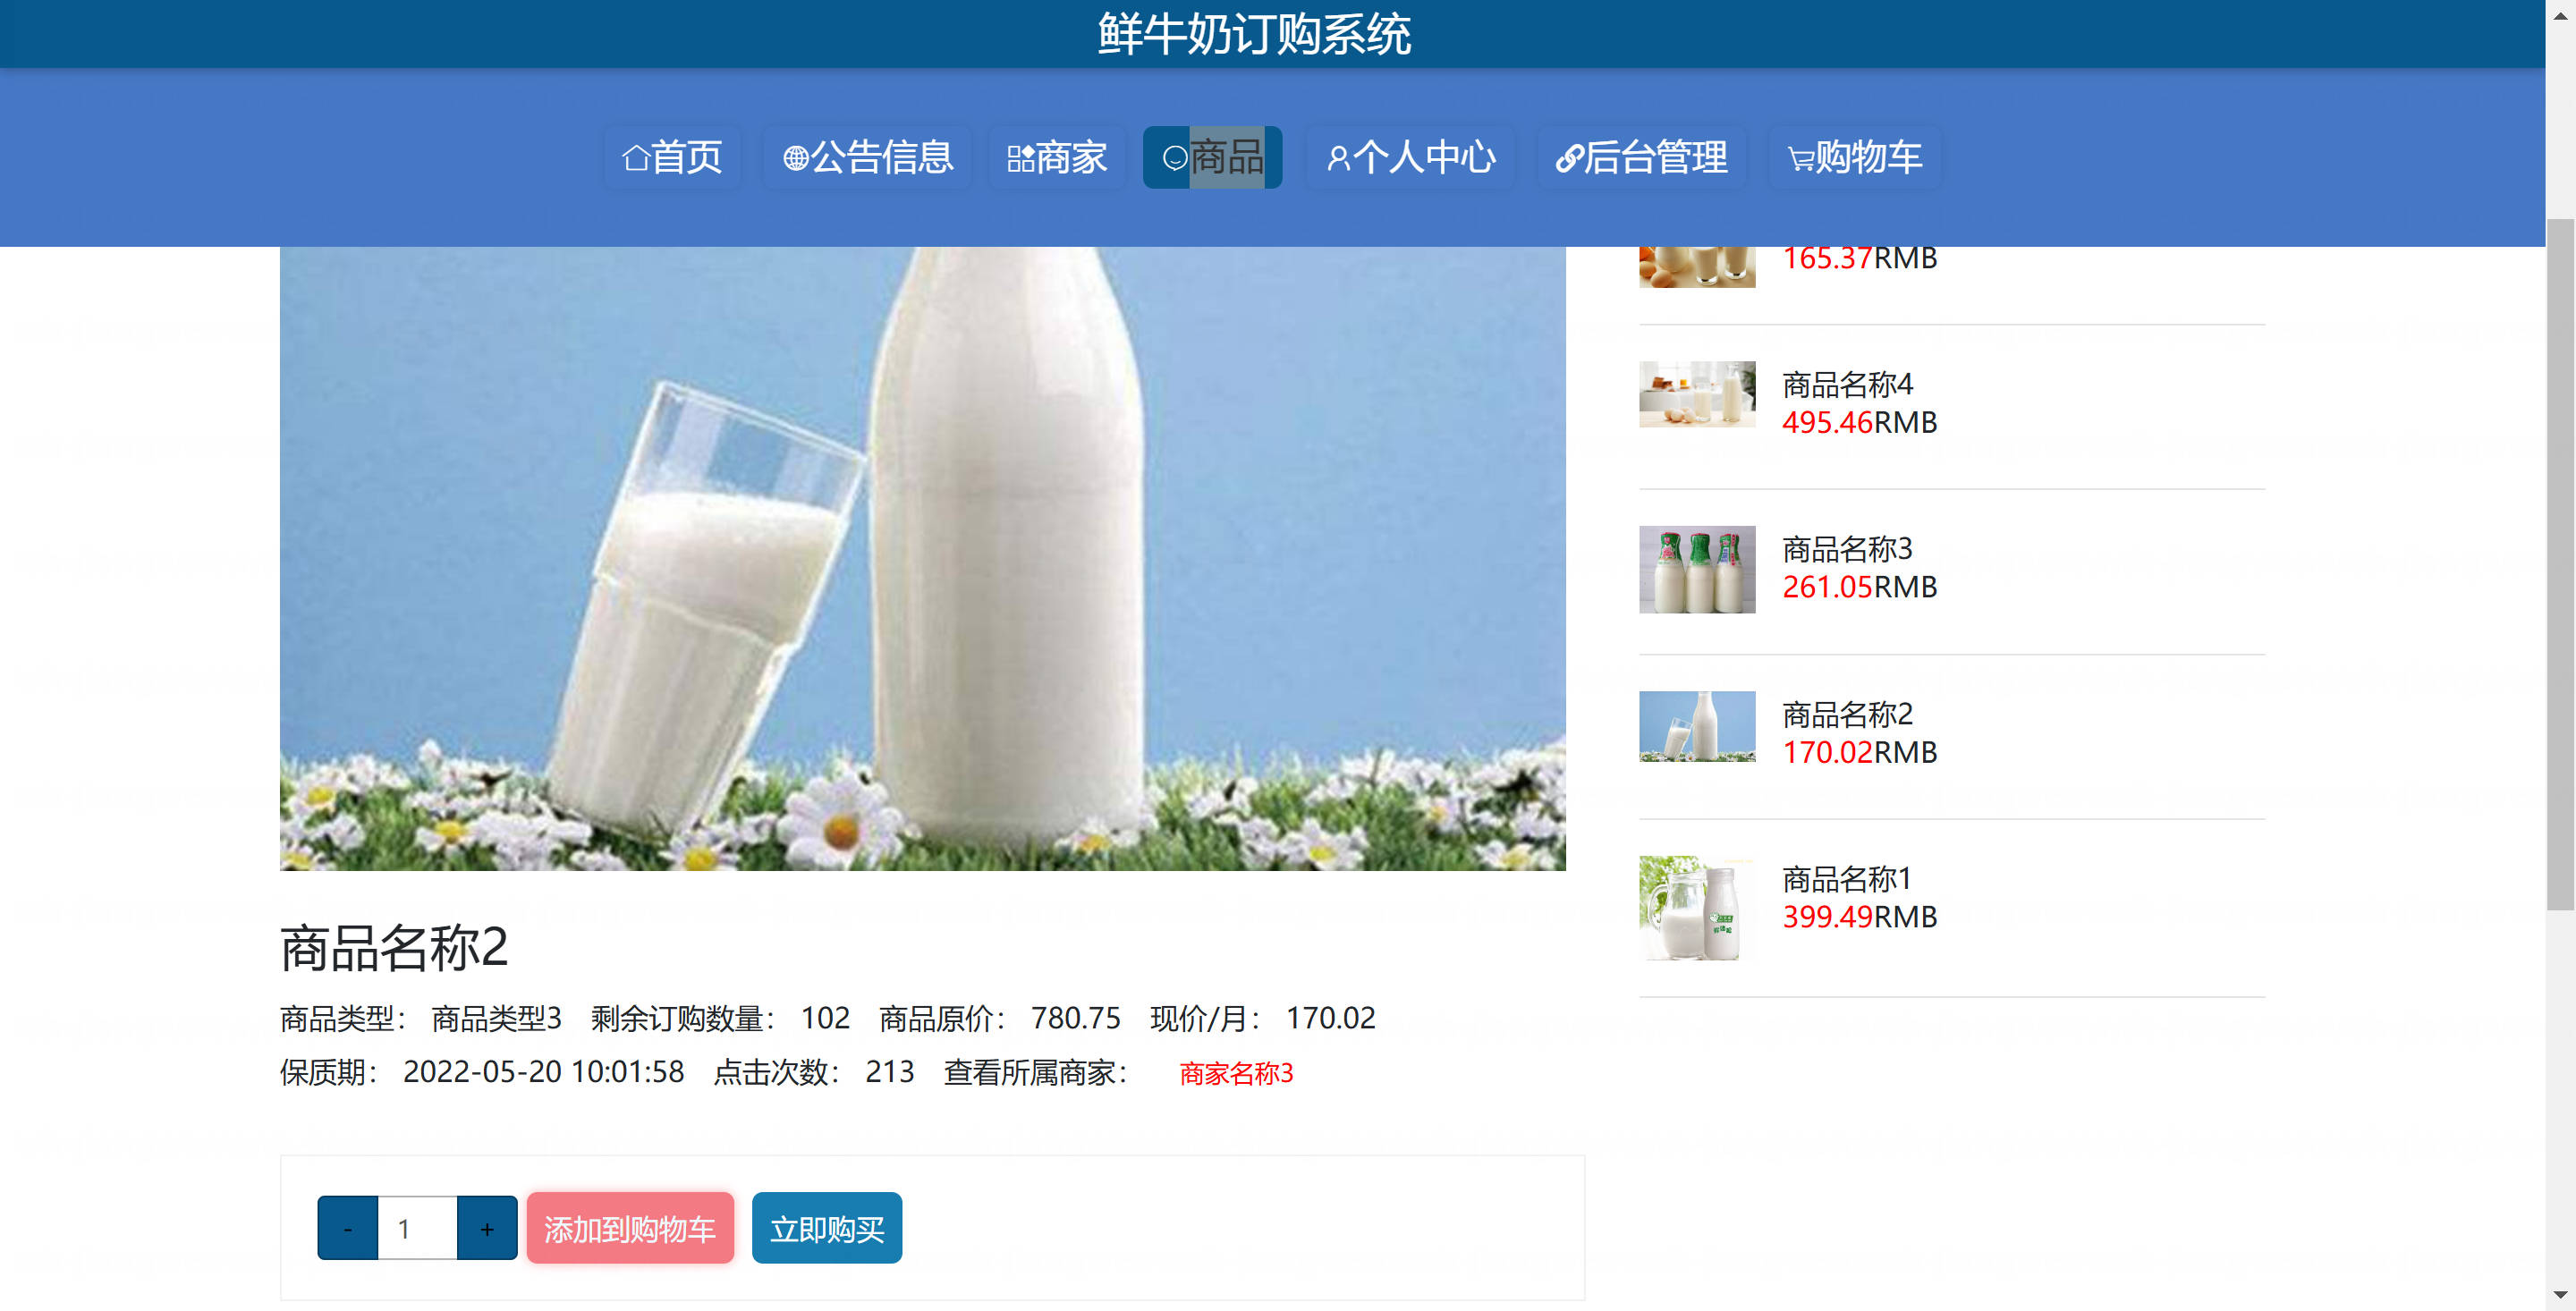 鲜牛奶订购系统
首页 公告信息 商家 商品 个人中心 后台管理 购物车
165.37RMB
商品名称4
495.46RMB
商品名称3
261.05RMB
商品名称2
170.02RMB
商品名称1
399.49RMB
商品名称2
商品类型： 商品类型3 剩余订购数量： 102 商品原价： 780.75 现价/月： 170.02
保质期： 2022-05-20 10:01:58 点击次数： 213 查看所属商家： 商家名称3
- 1 + 添加到购物车 立即购买